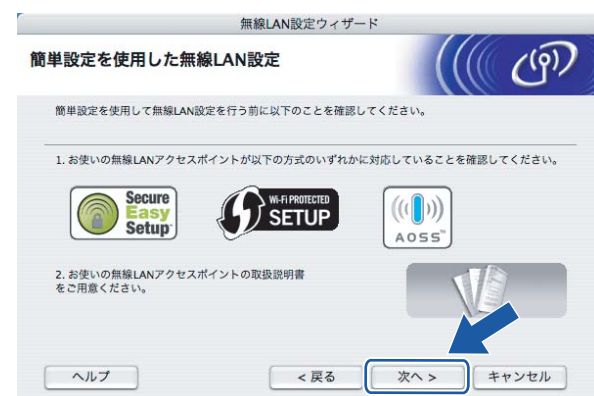 無線LAN設定ウィザード
簡単設定を使用した無線LAN設定
簡単設定を使用して無線LAN設定を行う前に以下のことを確認してください。
1. お使いの無線LANアクセスポイントが以下の方式のいずれかに対応していることを確認してください。
Secure
Easy
Setup
Wi-Fi PROTECTED
SETUP
AOSS™
2. お使いの無線LANアクセスポイントの取扱説明書
をご用意ください。
ヘルプ
< 戻る
次へ >
キャンセル